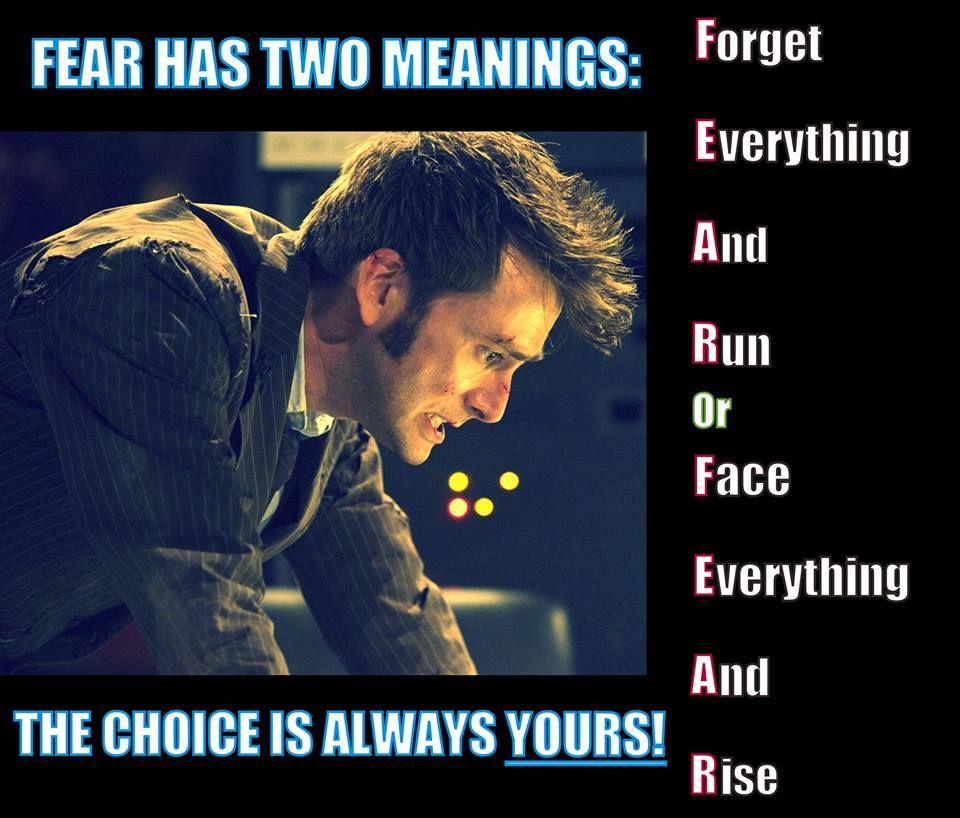 FEAR HAS TWO MEANINGS:
Forget
Everything
And
Run
Or
Face
Everything
And
Rise
THE CHOICE IS ALWAYS YOURS!